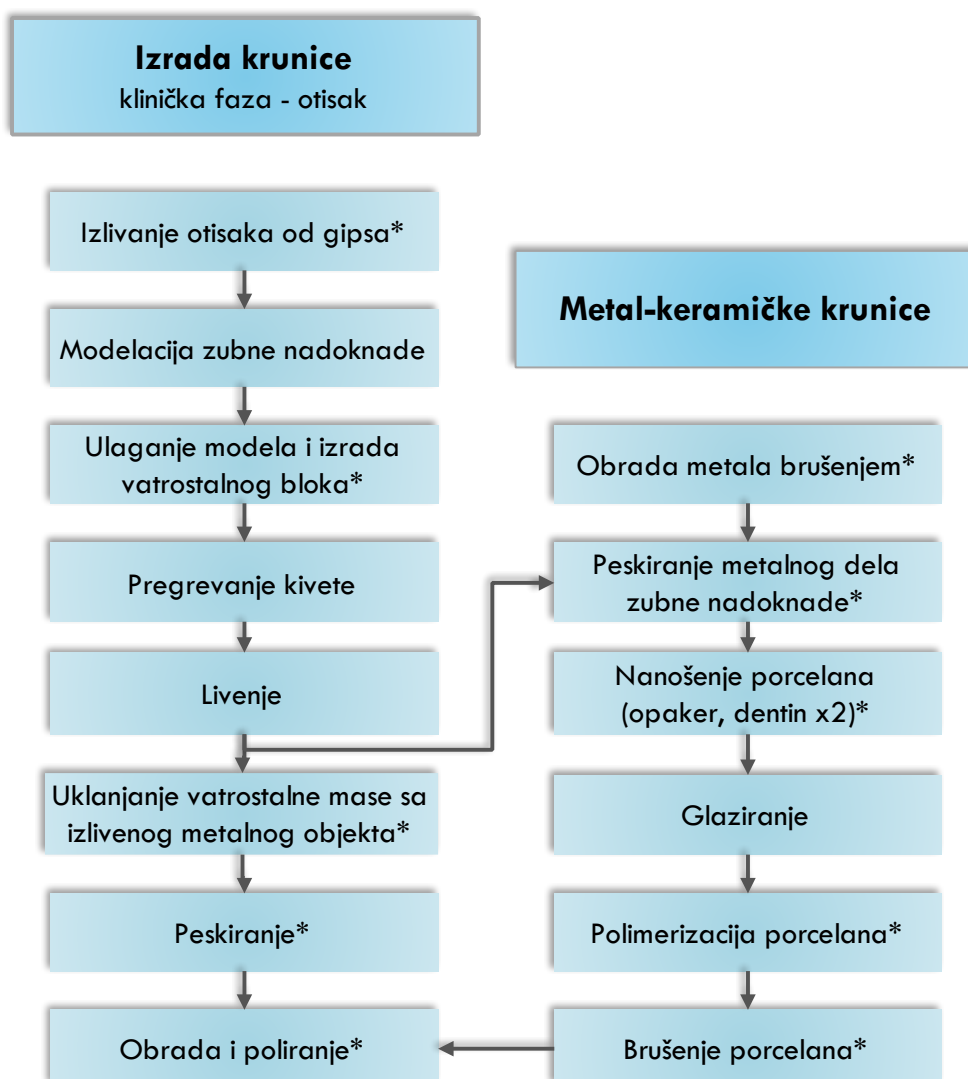 Izrada krunice
klinička faza - otisak
Izlivanje otisaka od gipsa*
Modelacija zubne nadoknade
Ulaganje modela i izrada
vatrostalnog bloka*
Pregrevanje kivete
Livenje
Uklanjanje vatrostalne mase sa
izlivenog metalnog objekta*
Peskiranje*
Obrada i poliranje*
Metal-keramičke krunice
Obrada metala brušenjem*
Peskiranje metalnog dela
zubne nadoknade*
Nanošenje porcelana
(opaker, dentin x2)*
Glaziranje
Polimerizacija porcelana*
Brušenje porcelana*